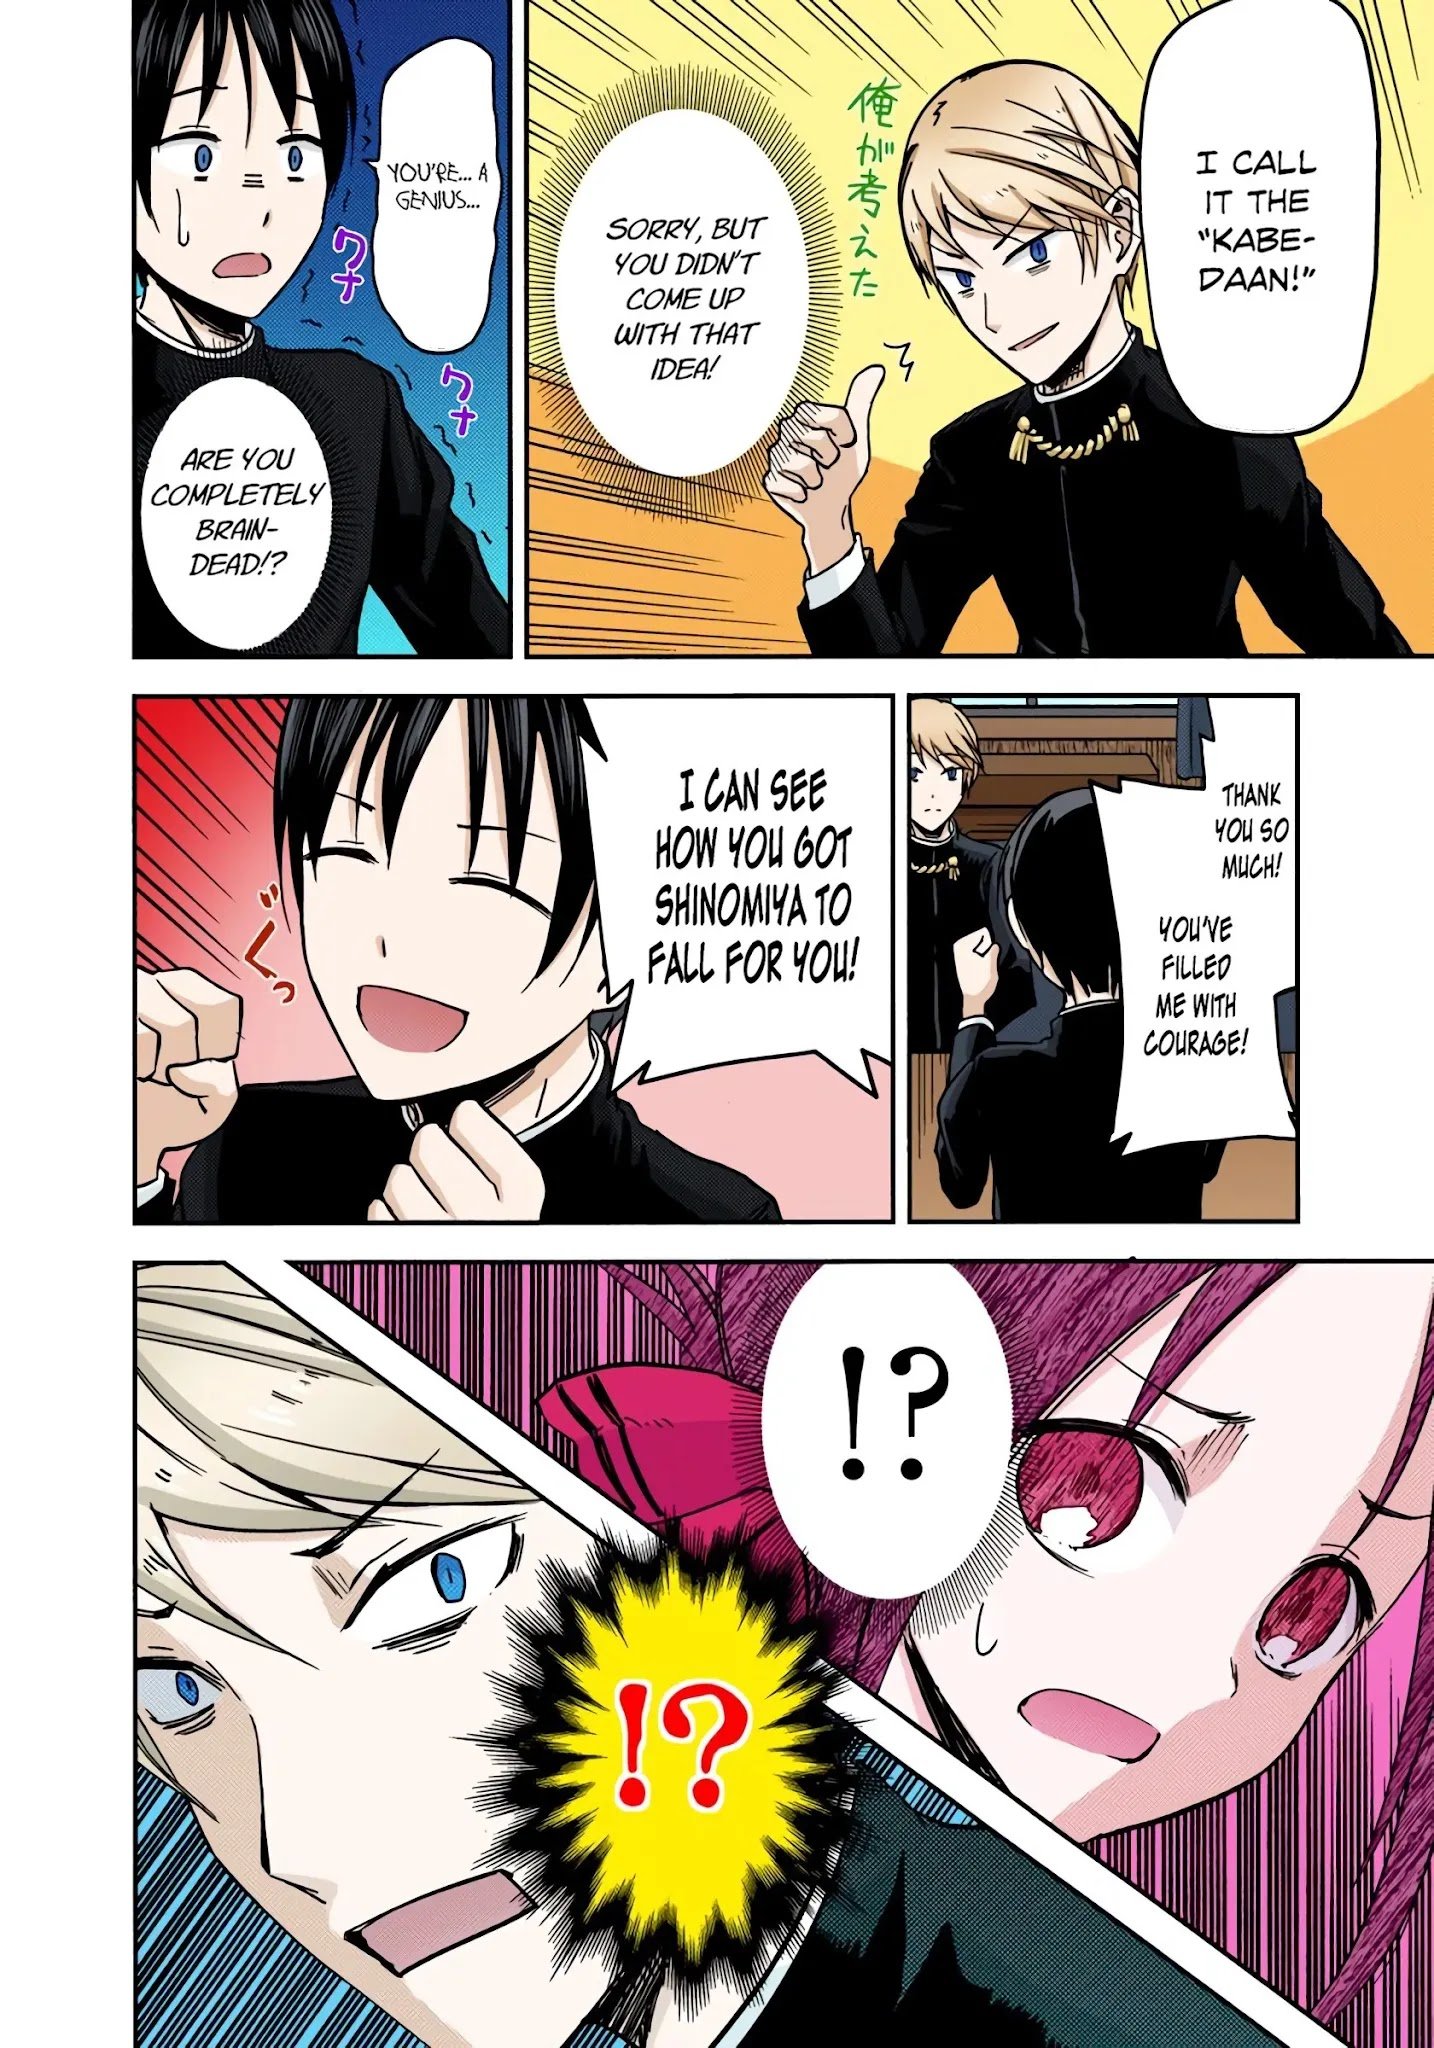 I CALL
IT THE
"KABE-
DAAN!"
俺が考えた
SORRY, BUT
YOU DIDN'T
COME UP
WITH THAT
IDEA!
YOU'RE... A
GENIUS...
ワナ
ワナ
ARE YOU
COMPLETELY
BRAIN-
DEAD!?
THANK
YOU SO
MUCH!
YOU'VE
FILLED
ME WITH
COURAGE!
I CAN SEE
HOW YOU GOT
SHINOMIYA TO
FALL FOR YOU!
ぐっ
!?
!?